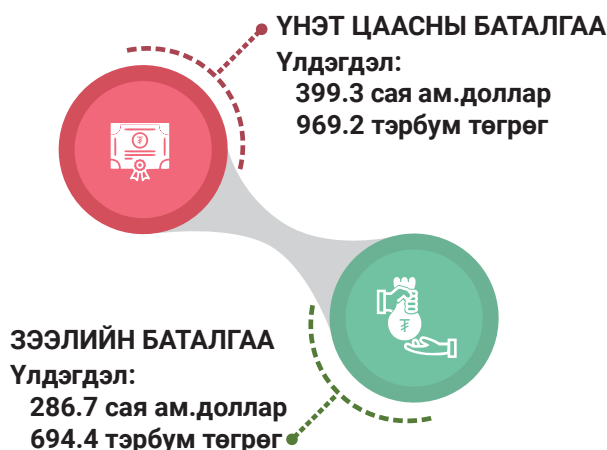 ҮНЭТ ЦААСНЫ БАТАЛГАА
Үлдэгдэл:
399.3 сая ам.доллар
969.2 тэрбум төгрөг
₮
₮
ЗЭЭЛИЙН БАТАЛГАА
Үлдэгдэл:
286.7 сая ам.доллар
694.4 тэрбум төгрөг